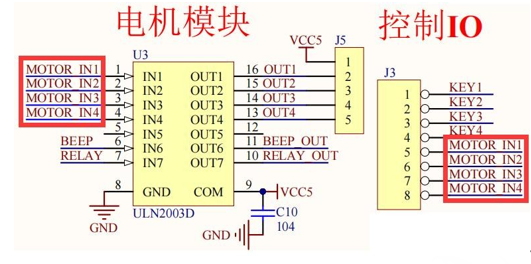 电机模块
控制IO
VCC5
J5
U3
MOTOR_IN1 1 IN1 OUT1 16 OUT1 1
MOTOR_IN2 2 IN2 OUT2 15 OUT2 2
MOTOR_IN3 3 IN3 OUT3 14 OUT3 3
MOTOR_IN4 4 IN4 OUT4 13 OUT4 4
5 IN5 OUT5 12 5
BEEP 6 IN6 OUT6 11 BEEP_OUT
RELAY 7 IN7 OUT7 10 RELAY_OUT
8 GND COM 9 VCC5
GND
ULN2003D
C10
104
GND
J3
1 KEY1
2 KEY2
3 KEY3
4 KEY4
5 MOTOR_IN1
6 MOTOR_IN2
7 MOTOR_IN3
8 MOTOR_IN4